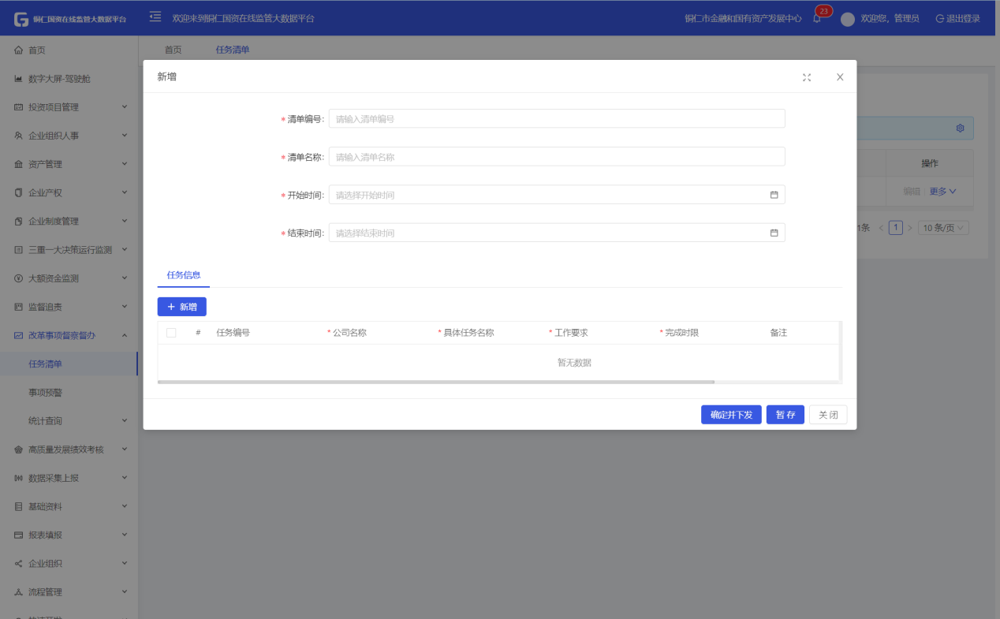 铜仁国资在线监管大数据平台
欢迎来到铜仁国资在线监管大数据平台
铜仁市金融和国有资产发展中心
23
欢迎您，管理员
退出登录
首页
数字大屏-驾驶舱
投资项目管理
企业组织人事
资产管理
企业产权
企业制度管理
三重一大决策运行监测
大额资金监测
监督追责
改革事项督察督办
任务清单
事项预警
统计查询
高质量发展绩效考核
数据采集上报
基础资料
报表填报
企业组织
流程管理
首页 任务清单
新增
* 清单编号: 请输入清单编号
* 清单名称: 请输入清单名称
* 开始时间: 请选择开始时间
* 结束时间: 请选择结束时间
任务信息
+ 新增
# 任务编号 * 公司名称 * 具体任务名称 * 工作要求 * 完成时限 备注
暂无数据
确定并下发 暂 存 关 闭
操作
编辑 更多
1条 < 1 > 10 条/页